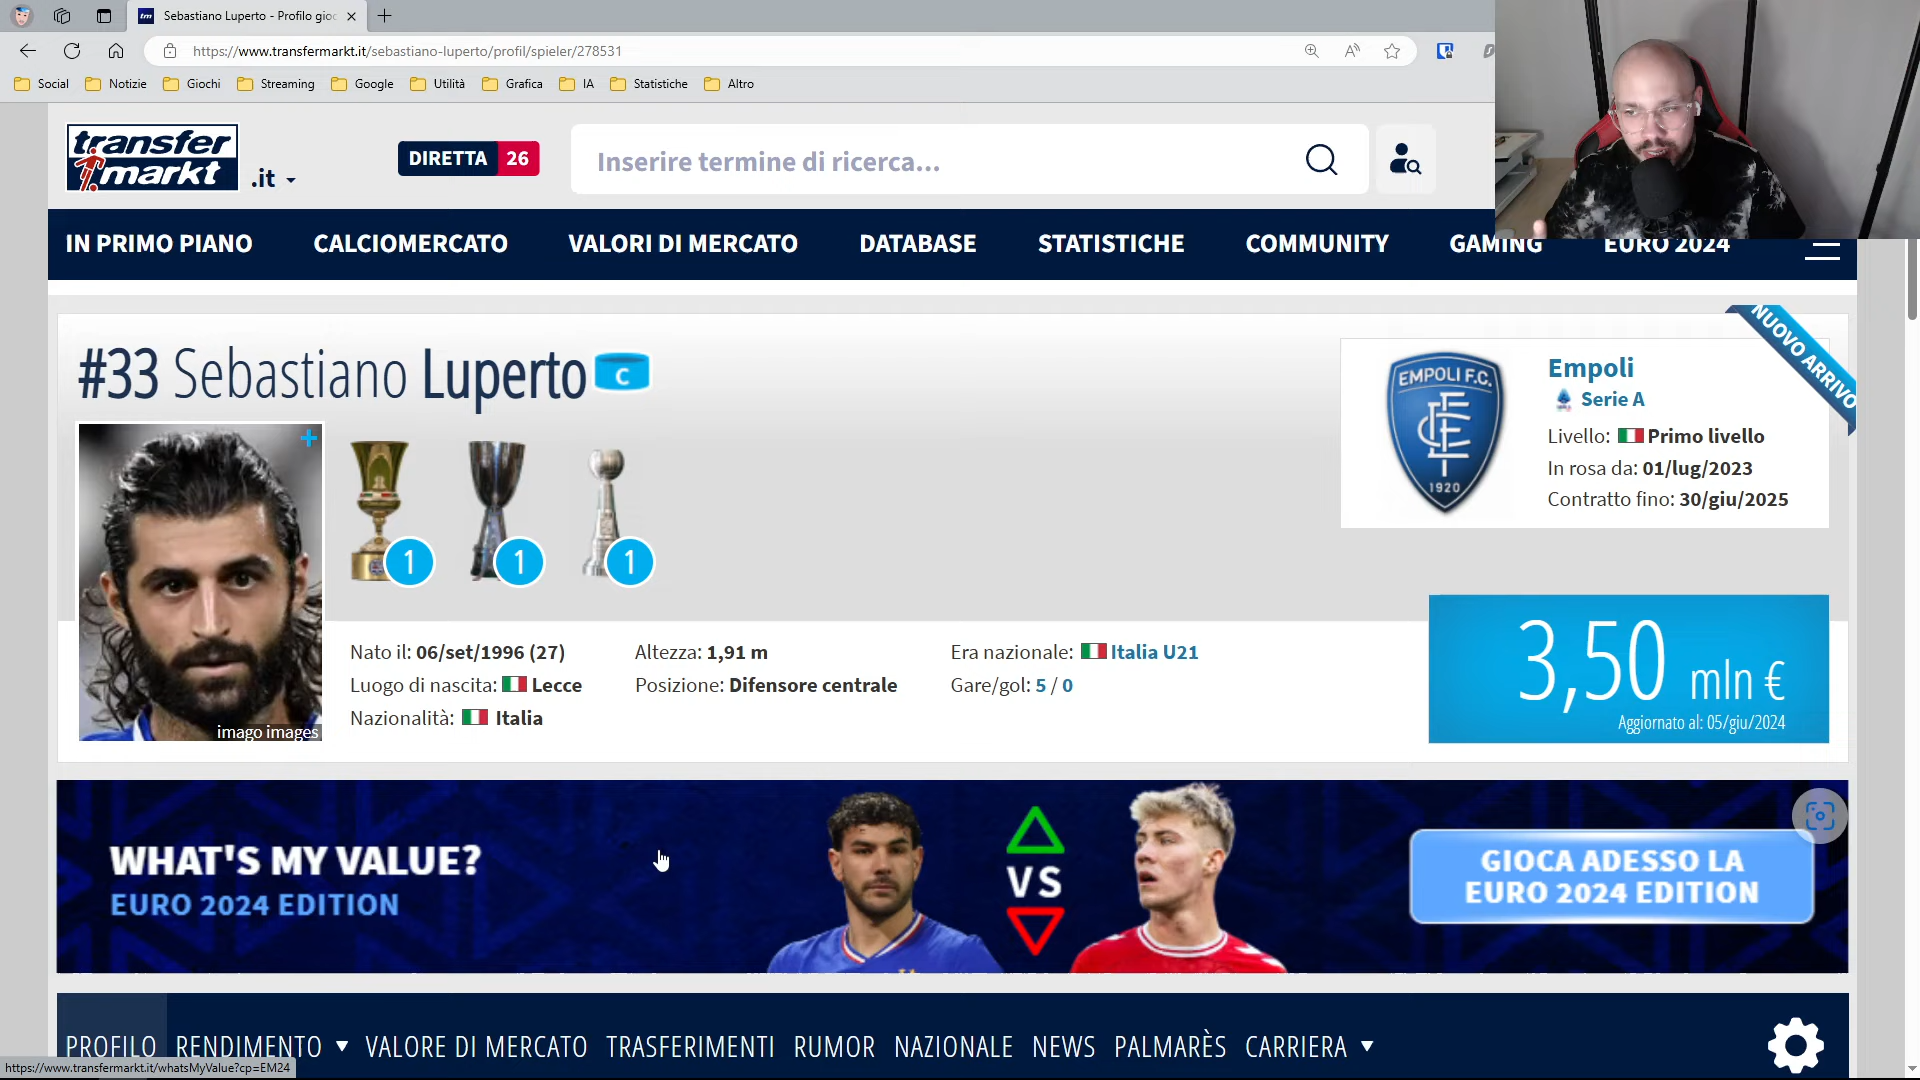 Sebastiano Luperto - Profilo gio
https://www.transfermarkt.it/sebastiano-luperto/profil/spieler/278531
Social
Notizie
Giochi
Streaming
Google
Utilità
Grafica
IA
Statistiche
Altro
transfer
markt
.it
DIRETTA 26
Inserire termine di ricerca...
IN PRIMO PIANO
CALCIOMERCATO
VALORI DI MERCATO
DATABASE
STATISTICHE
COMMUNITY
GAMING
EURO 2024
#33 Sebastiano Luperto C
NUOVO ARRIVO
EMPOLI F.C.
1920
Empoli
Serie A
Livello: Primo livello
In rosa da: 01/lug/2023
Contratto fino: 30/giu/2025
1
1
1
imago images
Nato il: 06/set/1996 (27)
Luogo di nascita: Lecce
Nazionalità: Italia
Altezza: 1,91 m
Posizione: Difensore centrale
Era nazionale: Italia U21
Gare/gol: 5 / 0
3,50 mln €
Aggiornato al: 05/giu/2024
WHAT'S MY VALUE?
EURO 2024 EDITION
VS
GIOCA ADESSO LA
EURO 2024 EDITION
PROFILO
RENDIMENTO
VALORE DI MERCATO
TRASFERIMENTI
RUMOR
NAZIONALE
NEWS
PALMARÈS
CARRIERA
https://www.transfermarkt.it/whatsMyValue?cp=EM24